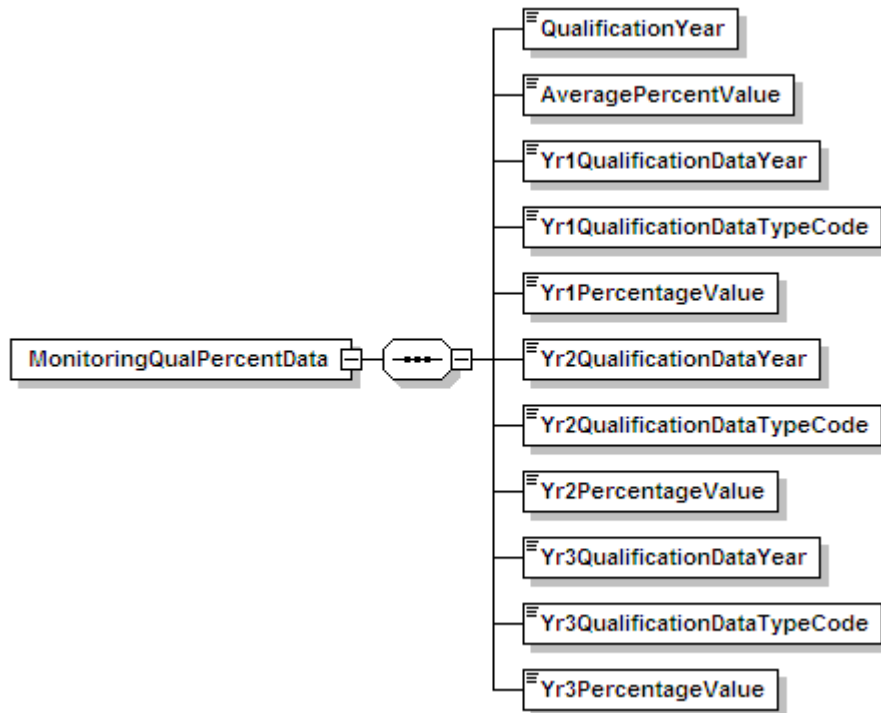 QualificationYear
AveragePercentValue
Yr1QualificationDataYear
Yr1QualificationDataTypeCode
Yr1PercentageValue
MonitoringQualPercentData
Yr2QualificationDataYear
Yr2QualificationDataTypeCode
Yr2PercentageValue
Yr3QualificationDataYear
Yr3QualificationDataTypeCode
Yr3PercentageValue